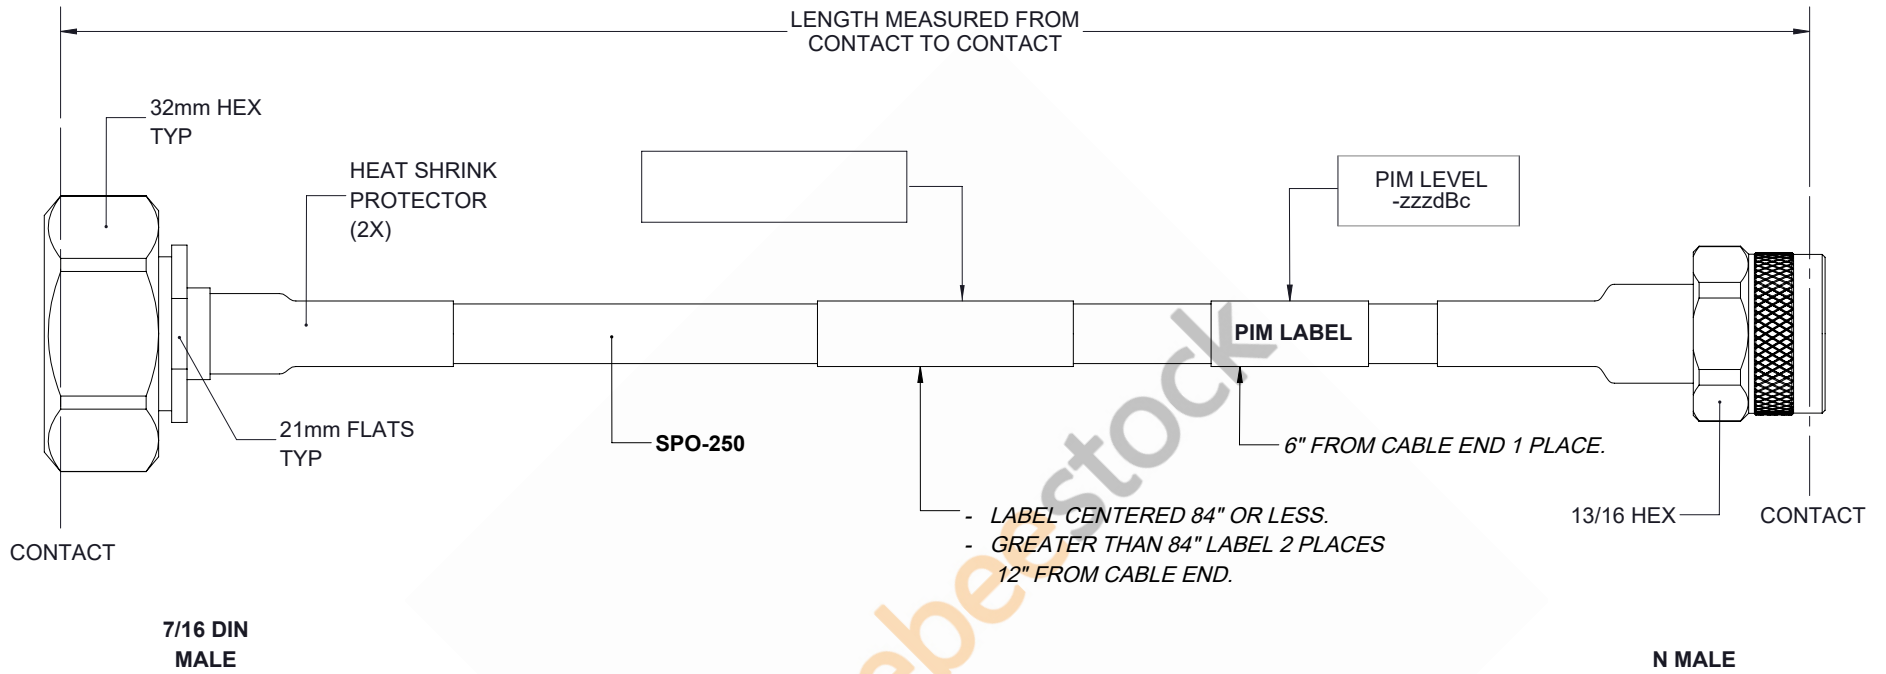 LENGTH MEASURED FROM
CONTACT TO CONTACT
32mm HEX
TYP
HEAT SHRINK
PROTECTOR
(2X)
PIM LEVEL
-zzzdBc
PIM LABEL
21mm FLATS
TYP
SPO-250
6" FROM CABLE END 1 PLACE.
- LABEL CENTERED 84" OR LESS.
- GREATER THAN 84" LABEL 2 PLACES
12" FROM CABLE END.
13/16 HEX
CONTACT
CONTACT
7/16 DIN
MALE
N MALE
ebeestock